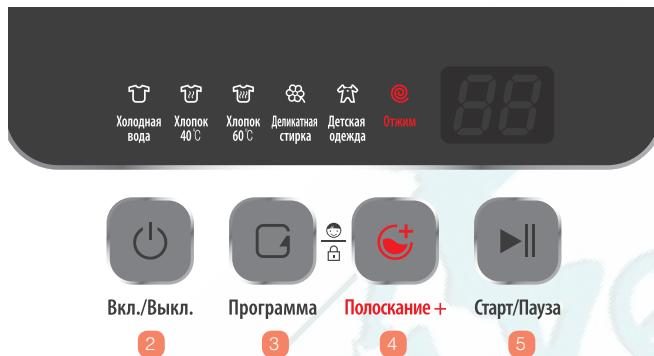 88
Холодная вода
Хлопок 40℃
Хлопок 60℃
Деликатная стирка
Детская одежда
Отжим
Вкл./Выкл.
Программа
Полоскание +
Старт/Пауза
2
3
4
5